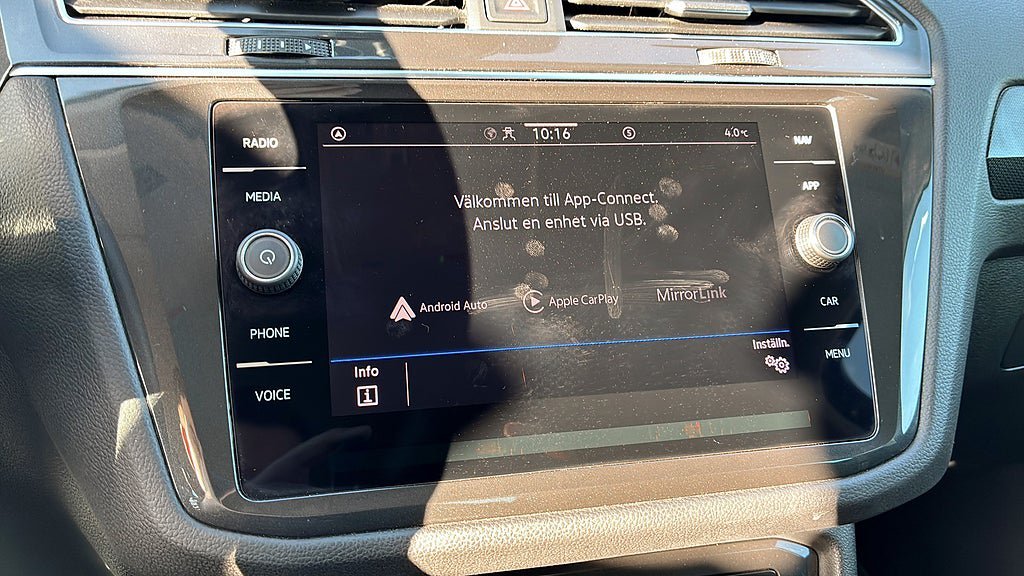 RADIO
MEDIA
PHONE
VOICE
10:16
S
4.0°C
Välkommen till App-Connect.
Anslut en enhet via USB.
Android Auto
Apple CarPlay
MirrorLink
Info
i
Inställn.
NAV
APP
CAR
MENU